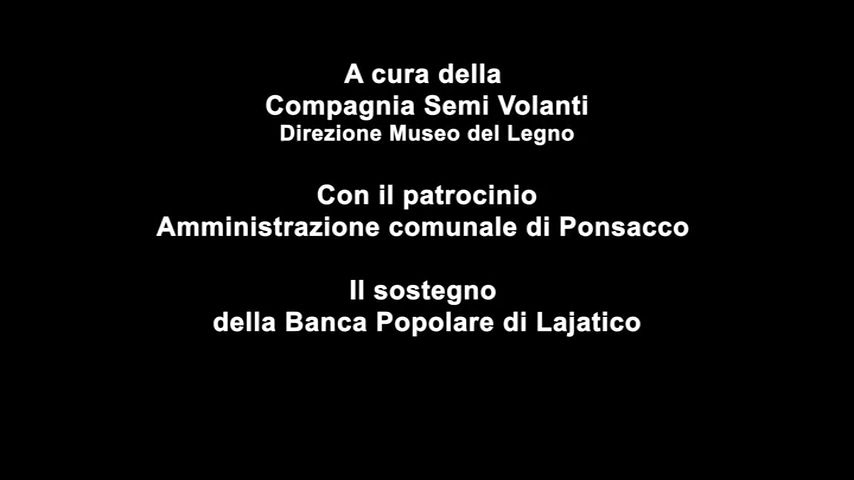 A cura della
Compagnia Semi Volanti
Direzione Museo del Legno
Con il patrocinio
Amministrazione comunale di Ponsacco
Il sostegno
della Banca Popolare di Lajatico